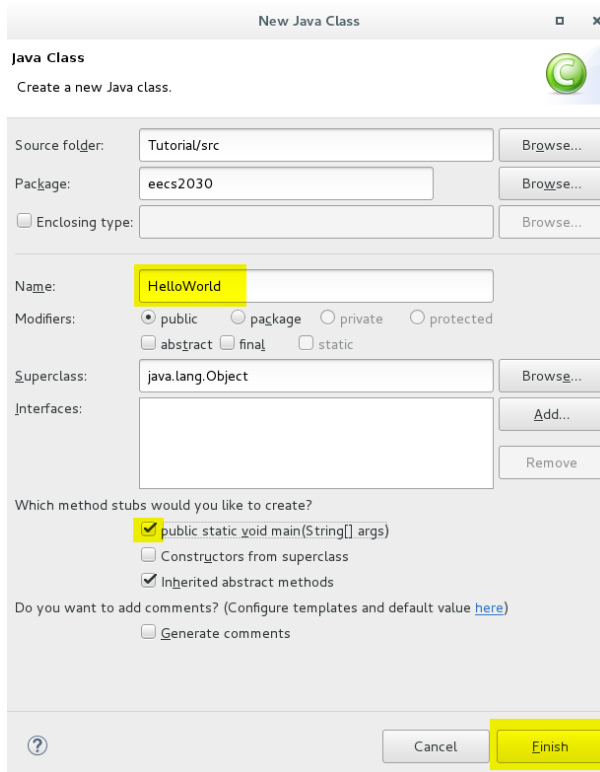 New Java Class
Java Class
Create a new Java class.
Source folder: Tutorial/src Browse...
Package: eecs2030 Browse...
Enclosing type: Browse...
Name: HelloWorld
Modifiers: public package private protected
abstract final static
Superclass: java.lang.Object Browse...
Interfaces: Add...
Remove
Which method stubs would you like to create?
public static void main(String[] args)
Constructors from superclass
Inherited abstract methods
Do you want to add comments? (Configure templates and default value here)
Generate comments
? Cancel Finish